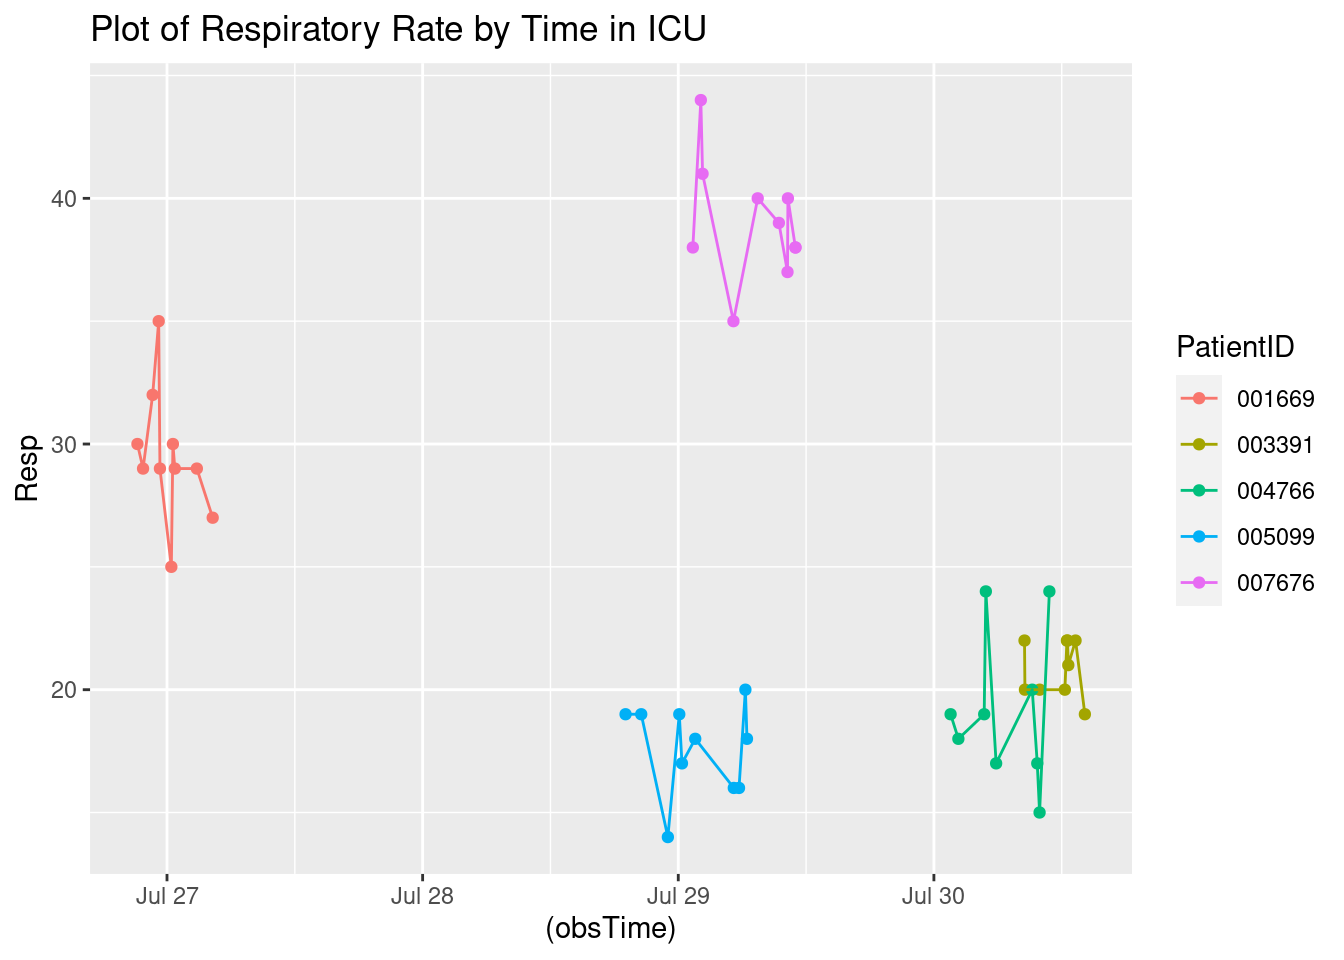 Plot of Respiratory Rate by Time in ICU
40
30
20
Resp
Jul 27
Jul 28
Jul 29
Jul 30
(obsTime)
PatientID
001669
003391
004766
005099
007676